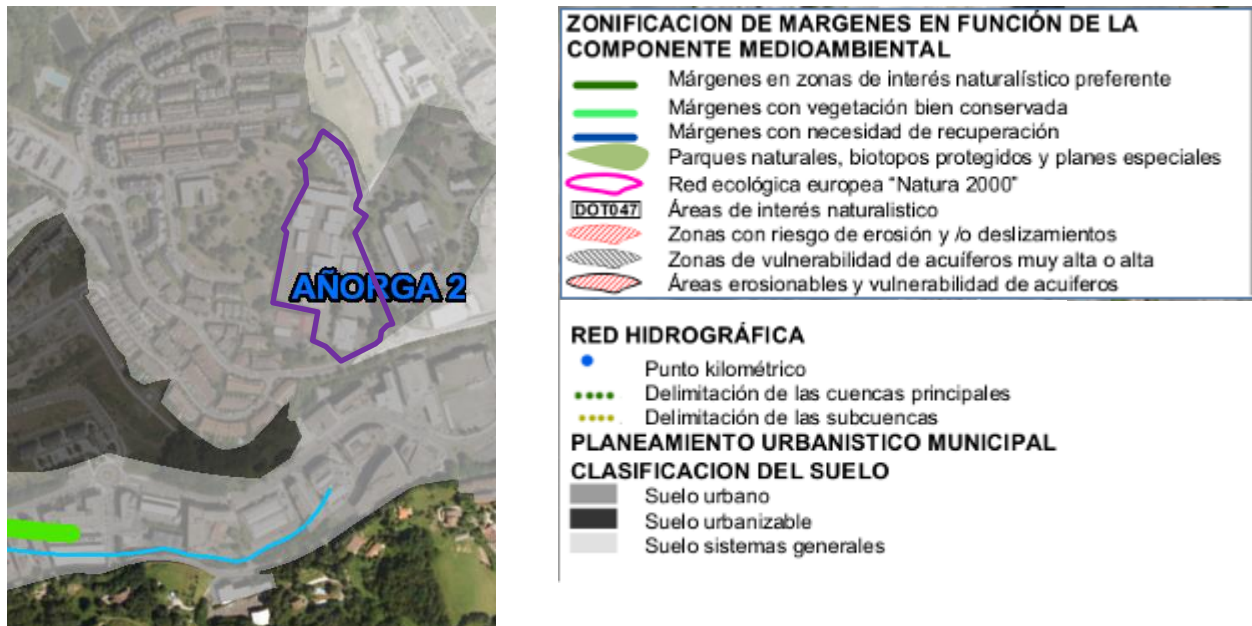 AÑORGA 2
ZONIFICACION DE MARGENES EN FUNCIÓN DE LA
COMPONENTE MEDIOAMBIENTAL
Márgenes en zonas de interés naturalístico preferente
Márgenes con vegetación bien conservada
Márgenes con necesidad de recuperación
Parques naturales, biotopos protegidos y planes especiales
Red ecológica europea "Natura 2000"
DOT047 Áreas de interés naturalistico
Zonas con riesgo de erosión y /o deslizamientos
Zonas de vulnerabilidad de acuíferos muy alta o alta
Áreas erosionables y vulnerabilidad de acuiferos
RED HIDROGRÁFICA
Punto kilométrico
Delimitación de las cuencas principales
Delimitación de las subcuencas
PLANEAMIENTO URBANISTICO MUNICIPAL
CLASIFICACION DEL SUELO
Suelo urbano
Suelo urbanizable
Suelo sistemas generales